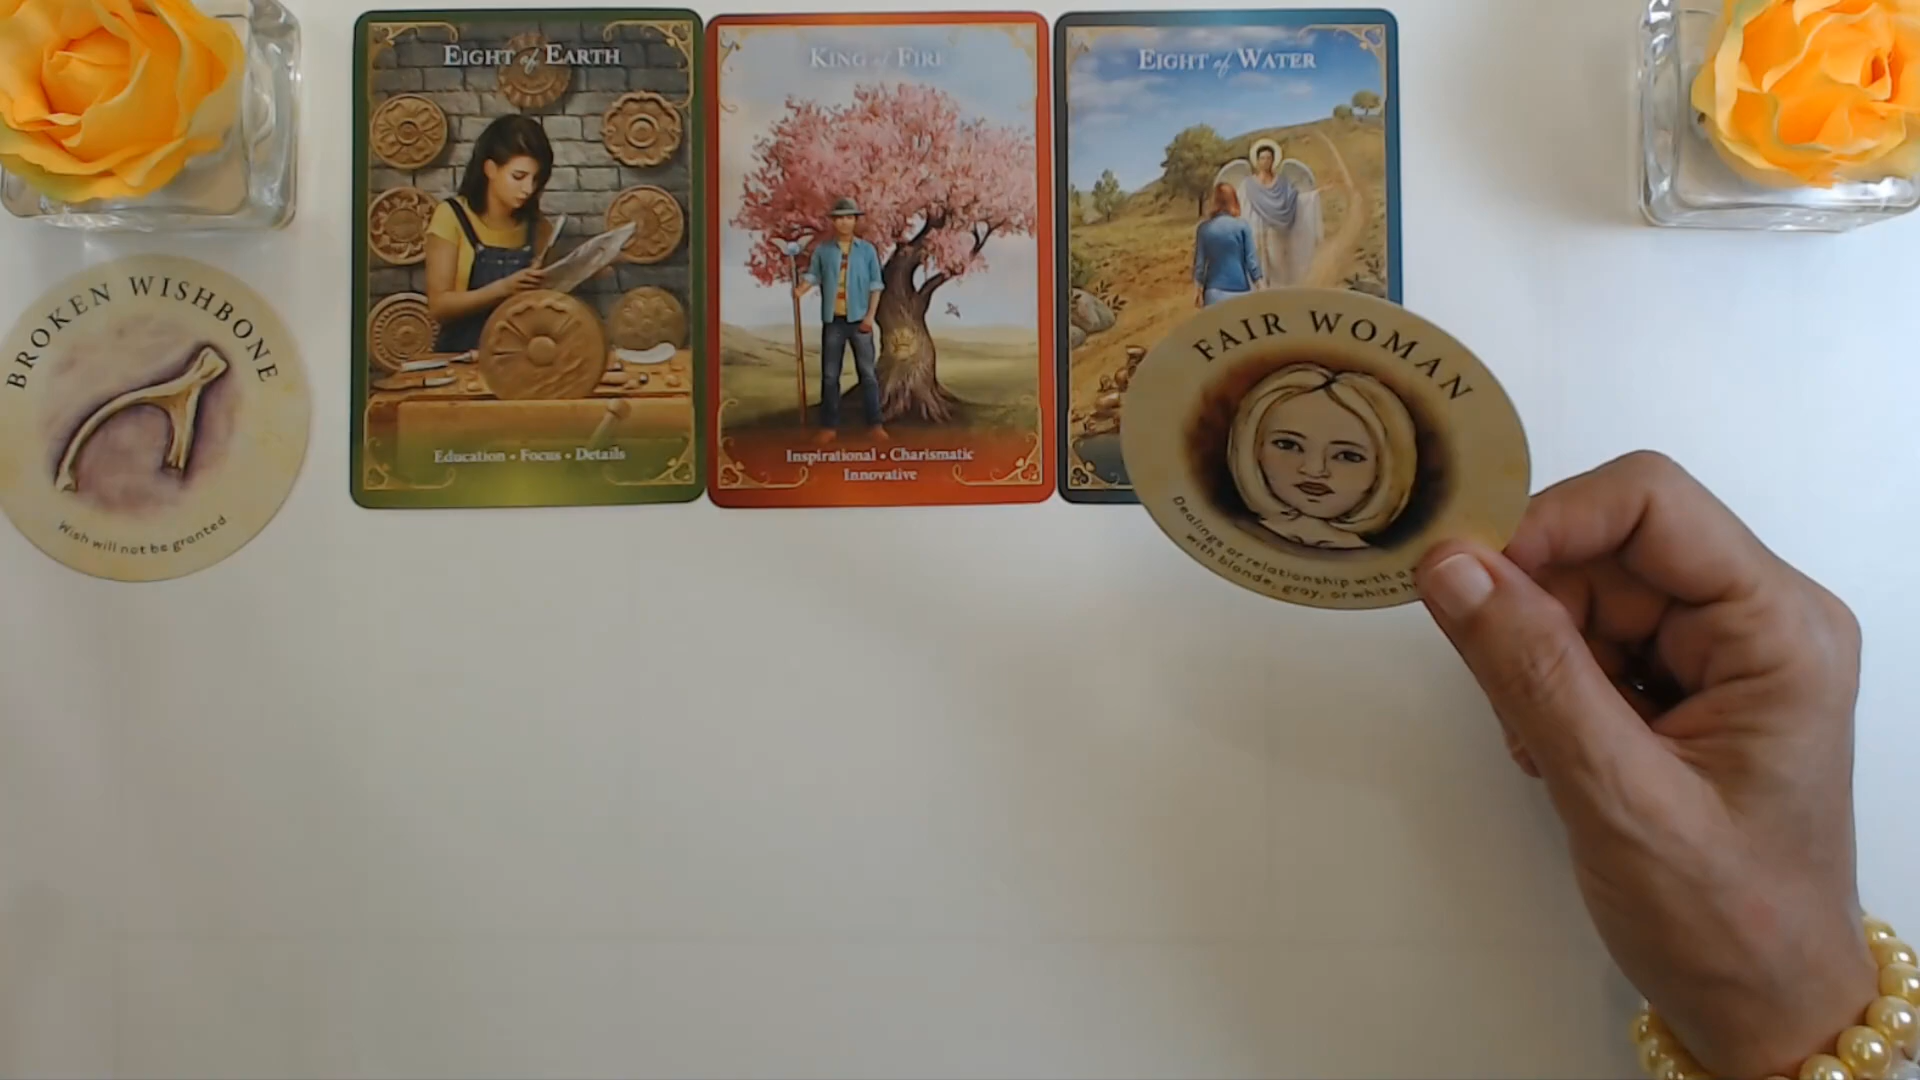 EIGHT of EARTH
Education • Focus • Details
KING of FIRE
Inspirational • Charismatic
Innovative
EIGHT of WATER
BROKEN WISHBONE
Wish will not be granted
FAIR WOMAN
Dealings or relationship with a
with blonde, gray, or white